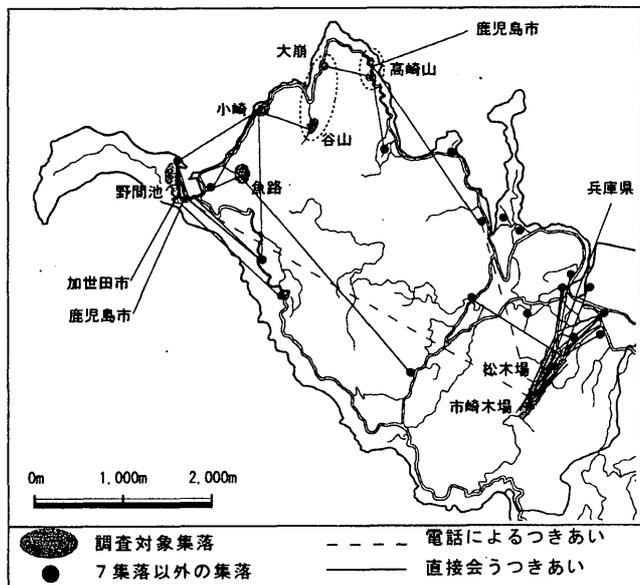 鹿児島市
大崩
高崎山
小崎
谷山
兵庫県
野間池
魚路
加世田市
鹿児島市
松木場
市崎木場
0m 1,000m 2,000m
調査対象集落
電話によるつきあい
7集落以外の集落
直接会うつきあい